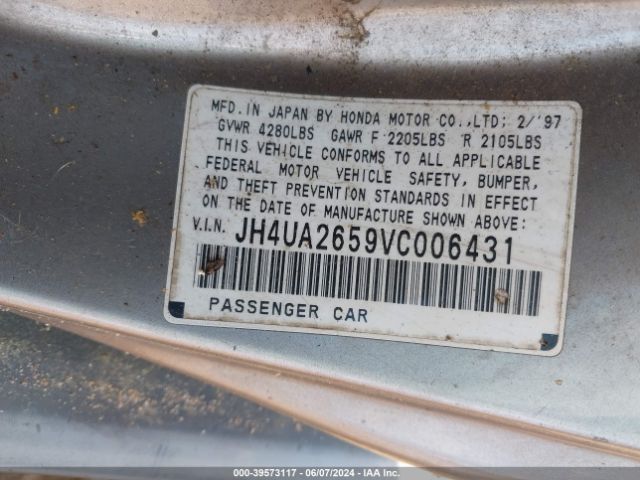 MFD. IN JAPAN BY HONDA MOTOR CO., LTD; 2/'97
GVWR 4280LBS GAWR F 2205LBS R 2105LBS
THIS VEHICLE CONFORMS TO ALL APPLICABLE
FEDERAL MOTOR VEHICLE SAFETY, BUMPER,
AND THEFT PREVENTION STANDARDS IN EFFECT
ON THE DATE OF MANUFACTURE SHOWN ABOVE:
V.I.N. JH4UA2659VC006431
PASSENGER CAR
000-39573117 - 06/07/2024 - IAA Inc.